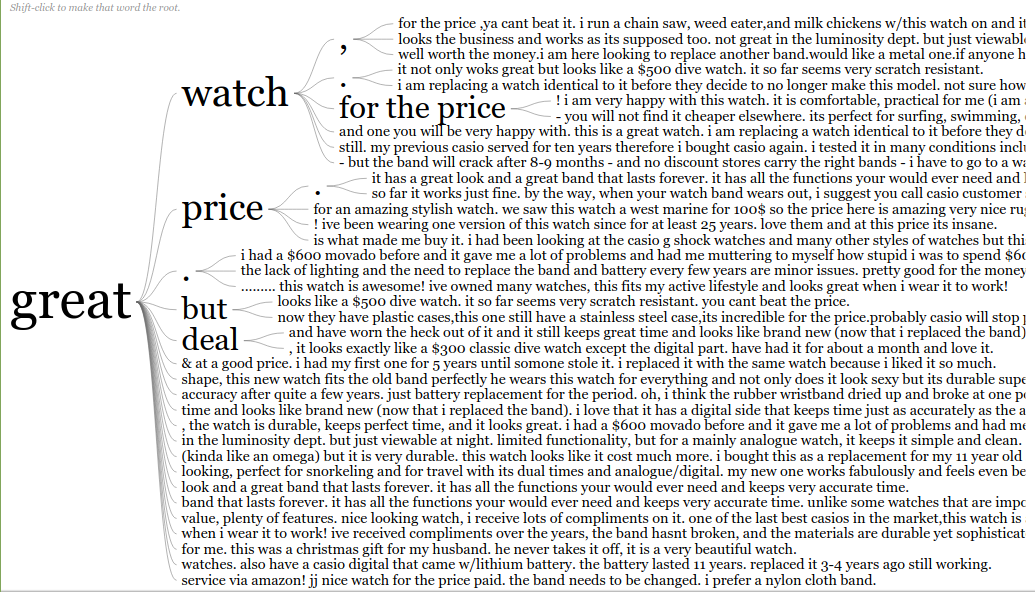 Shift-click to make that word the root.
great
watch
,
for the price ,ya cant beat it. i run a chain saw, weed eater,and milk chickens w/this watch on and it
looks the business and works as its supposed too. not great in the luminosity dept. but just viewabl
well worth the money.i am here looking to replace another band.would like a metal one.if anyone h
.
it not only woks great but looks like a $500 dive watch. it so far seems very scratch resistant.
i am replacing a watch identical to it before they decide to no longer make this model. not sure how
for the price
! i am very happy with this watch. it is comfortable, practical for me (i am
- you will not find it cheaper elsewhere. its perfect for surfing, swimming,
and one you will be very happy with. this is a great watch. i am replacing a watch identical to it before they d
still. my previous casio served for ten years therefore i bought casio again. i tested it in many conditions incl
- but the band will crack after 8-9 months - and no discount stores carry the right bands - i have to go to a wa
price
.
it has a great look and a great band that lasts forever. it has all the functions your would ever need and
so far it works just fine. by the way, when your watch band wears out, i suggest you call casio customer
for an amazing stylish watch. we saw this watch a west marine for 100$ so the price here is amazing very nice ru
! ive been wearing one version of this watch since for at least 25 years. love them and at this price its insane.
is what made me buy it. i had been looking at the casio g shock watches and many other styles of watches but thi
.
i had a $600 movado before and it gave me a lot of problems and had me muttering to myself how stupid i was to spend $60
the lack of lighting and the need to replace the band and battery every few years are minor issues. pretty good for the money
......... this watch is awesome! ive owned many watches, this fits my active lifestyle and looks great when i wear it to work!
but
looks like a $500 dive watch. it so far seems very scratch resistant. you cant beat the price.
now they have plastic cases,this one still have a stainless steel case,its incredible for the price.probably casio will stop
deal
and have worn the heck out of it and it still keeps great time and looks like brand new (now that i replaced the band)
, it looks exactly like a $300 classic dive watch except the digital part. have had it for about a month and love it.
& at a good price. i had my first one for 5 years until somone stole it. i replaced it with the same watch because i liked it so much.
shape, this new watch fits the old band perfectly he wears this watch for everything and not only does it look sexy but its durable supe
accuracy after quite a few years. just battery replacement for the period. oh, i think the rubber wristband dried up and broke at one p
time and looks like brand new (now that i replaced the band). i love that it has a digital side that keeps time just as accurately as the a
, the watch is durable, keeps perfect time, and it looks great. i had a $600 movado before and it gave me a lot of problems and had me
in the luminosity dept. but just viewable at night. limited functionality, but for a mainly analogue watch, it keeps it simple and clean.
(kinda like an omega) but it is very durable. this watch looks like it cost much more. i bought this as a replacement for my 11 year old
looking, perfect for snorkeling and for travel with its dual times and analogue/digital. my new one works fabulously and feels even be
look and a great band that lasts forever. it has all the functions your would ever need and keeps very accurate time.
band that lasts forever. it has all the functions your would ever need and keeps very accurate time. unlike some watches that are impo
value, plenty of features. nice looking watch, i receive lots of compliments on it. one of the last best casios in the market,this watch is
when i wear it to work! ive received compliments over the years, the band hasnt broken, and the materials are durable yet sophisticat
for me. this was a christmas gift for my husband. he never takes it off, it is a very beautiful watch.
watches. also have a casio digital that came w/lithium battery. the battery lasted 11 years. replaced it 3-4 years ago still working.
service via amazon! jj nice watch for the price paid. the band needs to be changed. i prefer a nylon cloth band.